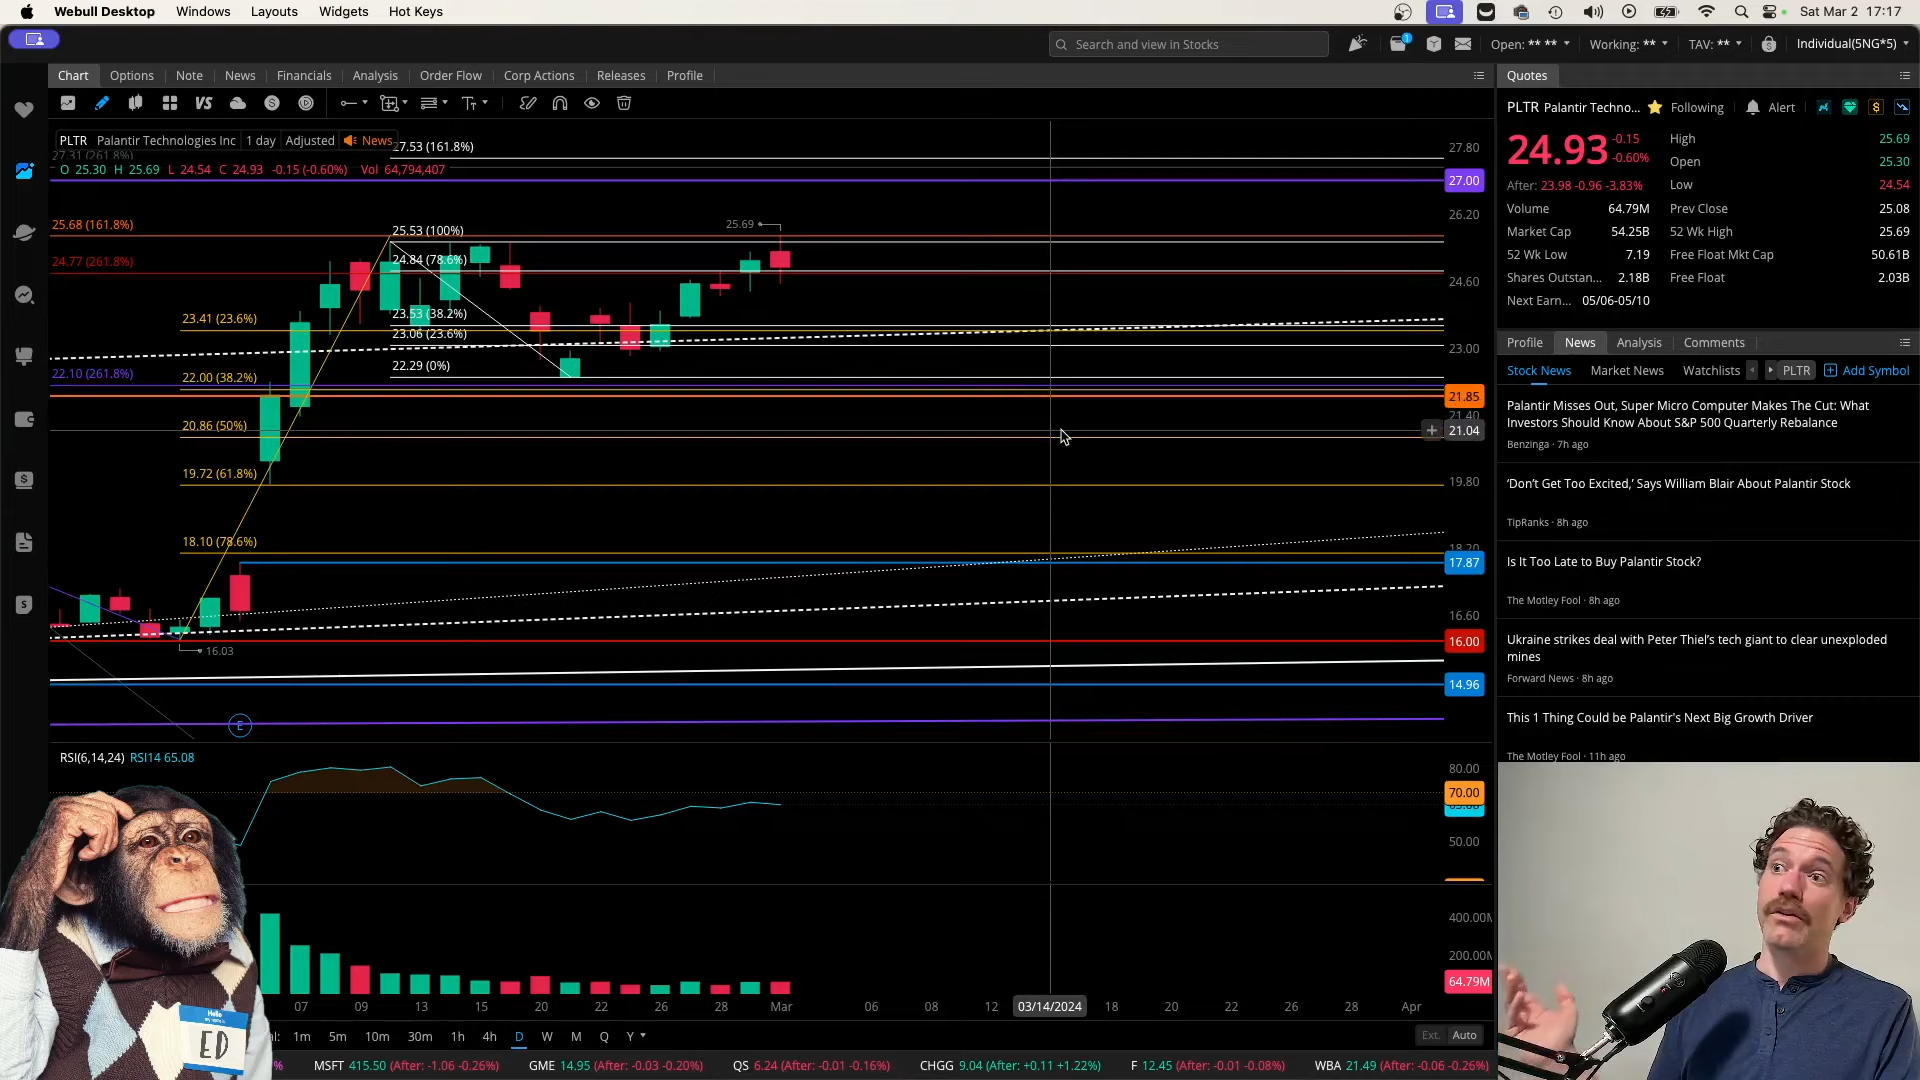 Webull Desktop Windows Layouts Widgets Hot Keys
Sat Mar 2 17:17
Search and view in Stocks
1
Open: ** ** Working: ** TAV: ** Individual(5NG*5)
Chart Options Note News Financials Analysis Order Flow Corp Actions Releases Profile
VS
PLTR Palantir Technologies Inc 1 day Adjusted News
27.31 (261.8%)
O 25.30 H 25.69 L 24.54 C 24.93 -0.15 (-0.60%) Vol 64,794,407
27.53 (161.8%)
25.68 (161.8%)
25.53 (100%)
25.69
24.77 (261.8%)
24.84 (78.6%)
23.41 (23.6%)
23.53 (38.2%)
23.06 (23.6%)
22.29 (0%)
22.10 (261.8%)
22.00 (38.2%)
20.86 (50%)
19.72 (61.8%)
18.10 (78.6%)
16.03
E
27.80
27.00
26.20
24.60
23.00
21.85
21.40
21.04
19.80
18.20
17.87
16.60
16.00
14.96
RSI(6,14,24) RSI14 65.08
80.00
70.00
50.00
400.00M
200.00M
64.79M
07 09 13 15 20 22 26 28 Mar 06 08 12 03/14/2024 18 20 22 26 28 Apr
1m 5m 10m 30m 1h 4h D W M Q Y
Ext. Auto
% MSFT 415.50 (After: -1.06 -0.26%) GME 14.95 (After: -0.03 -0.20%) QS 6.24 (After: -0.01 -0.16%) CHGG 9.04 (After: +0.11 +1.22%) F 12.45 (After: -0.01 -0.08%) WBA 21.49 (After: -0.06 -0.26%)
Hello
ED
Quotes
PLTR Palantir Techno... Following Alert
24.93 -0.15
-0.60%
After: 23.98 -0.96 -3.83%
High 25.69
Open 25.30
Low 24.54
Volume 64.79M Prev Close 25.08
Market Cap 54.25B 52 Wk High 25.69
52 Wk Low 7.19 Free Float Mkt Cap 50.61B
Shares Outstan... 2.18B Free Float 2.03B
Next Earn... 05/06-05/10
Profile News Analysis Comments
Stock News Market News Watchlists PLTR Add Symbol
Palantir Misses Out, Super Micro Computer Makes The Cut: What
Investors Should Know About S&P 500 Quarterly Rebalance
Benzinga · 7h ago
‘Don’t Get Too Excited,’ Says William Blair About Palantir Stock
TipRanks · 8h ago
Is It Too Late to Buy Palantir Stock?
The Motley Fool · 8h ago
Ukraine strikes deal with Peter Thiel’s tech giant to clear unexploded
mines
Forward News · 8h ago
This 1 Thing Could be Palantir's Next Big Growth Driver
The Motley Fool · 11h ago